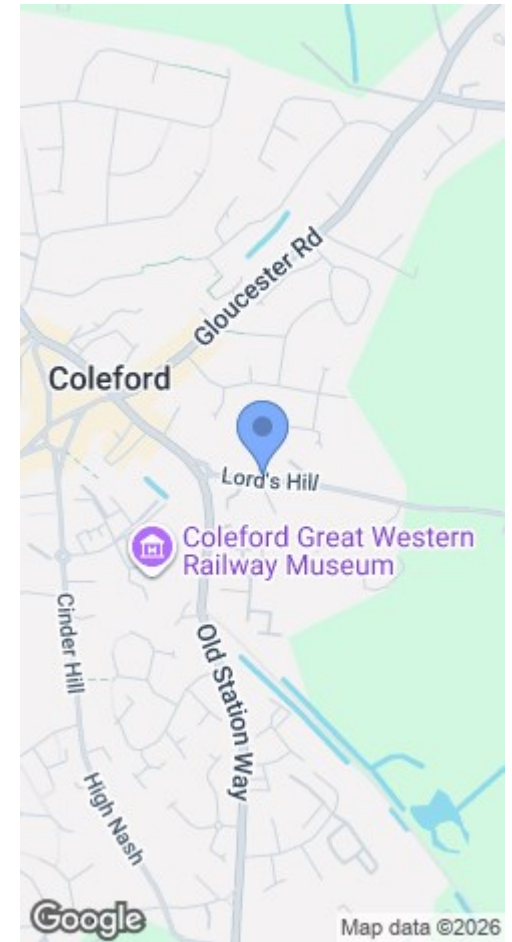 Gloucester Rd
Coleford
Lord's Hill
Coleford Great Western
Railway Museum
Cinder Hill
Old Station Way
High Nash
Google
Map data ©2026